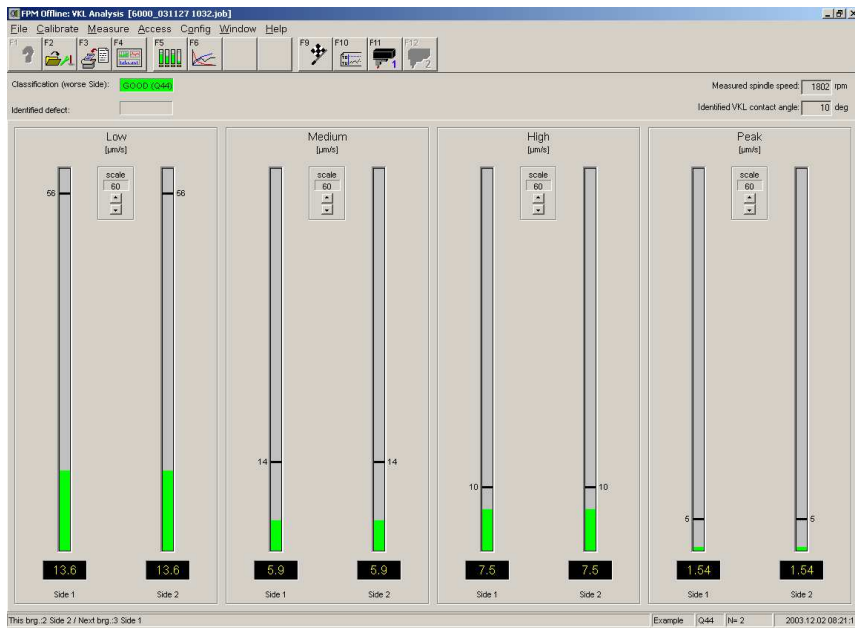 FPM Offline: VKL Analysis [6000_031127 1032.job]
File Calibrate Measure Access Config Window Help
F1 F2 F3 F4 F5 F6 F9 F10 F11 F12
1 2
Classification (worse Side): GOOD (Q44)
Measured spindle speed: 1802 rpm
Identified defect:
Identified VKL contact angle: 10 deg
Low Medium High Peak
[µm/s] [µm/s] [µm/s] [µm/s]
scale scale scale scale
60 60 60 60
56 56
14 14
10 10
5 5
13.6 13.6 5.9 5.9 7.5 7.5 1.54 1.54
Side 1 Side 2 Side 1 Side 2 Side 1 Side 2 Side 1 Side 2
This brg.:2 Side 2 / Next brg.:3 Side 1
Example Q44 N= 2 2003.12.02 08:21:1